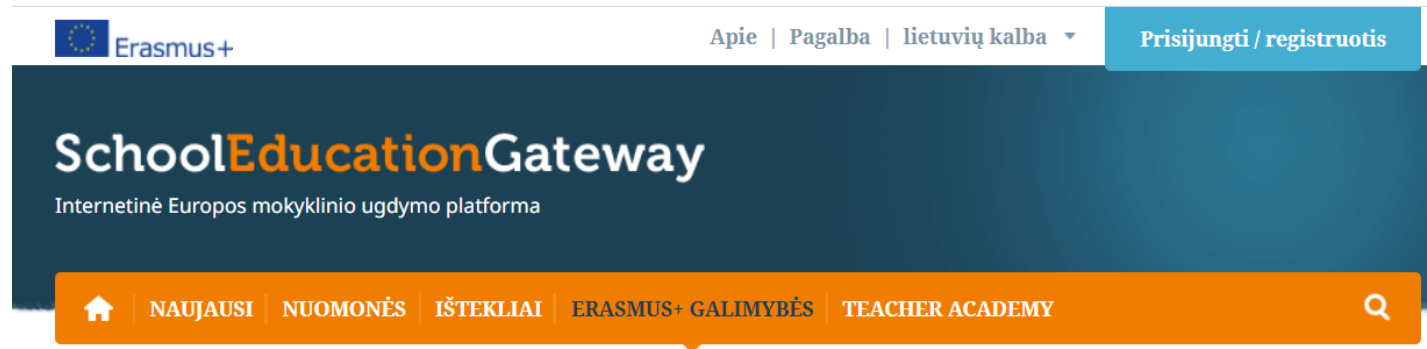 Erasmus+
Apie | Pagalba | lietuvių kalba
Prisijungti / registruotis
SchoolEducationGateway
Internetinė Europos mokyklinio ugdymo platforma
NAUJAUSI NUOMONĖS IŠTEKLIAI ERASMUS+ GALIMYBĖS TEACHER ACADEMY